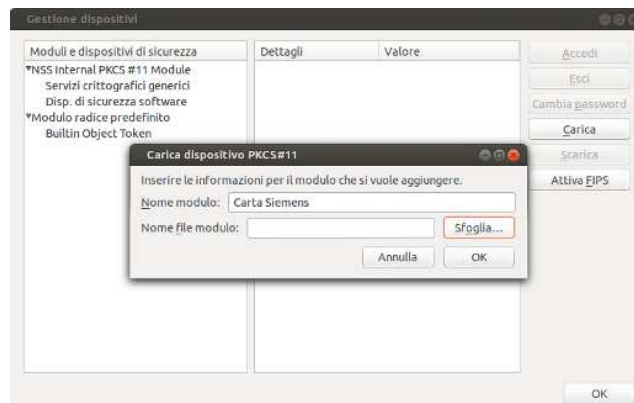 Gestione dispositivi
Moduli e dispositivi di sicurezza
Dettagli
Valore
NSS Internal PKCS #11 Module
Servizi crittografici generici
Disp. di sicurezza software
Modulo radice predefinito
Builtin Object Token
Accedi
Esci
Cambia password
Carica
Scarica
Attiva FIPS
Carica dispositivo PKCS#11
Inserire le informazioni per il modulo che si vuole aggiungere.
Nome modulo: Carta Siemens
Nome file modulo:
Sfoglia...
Annulla
OK
OK